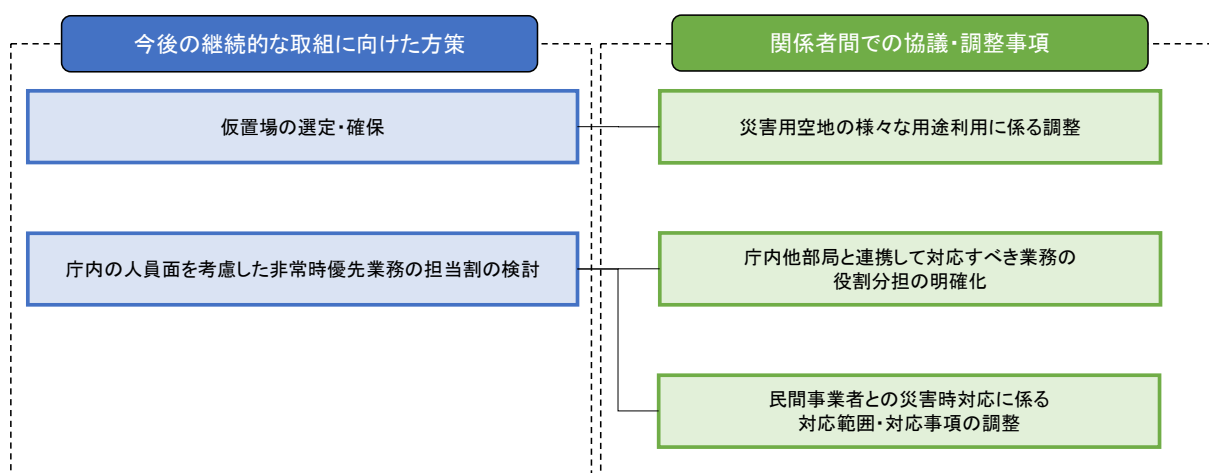 今後の継続的な取組に向けた方策
関係者間での協議・調整事項
仮置場の選定・確保
災害用空地の様々な用途利用に係る調整
庁内の人員面を考慮した非常時優先業務の担当割の検討
庁内他部局と連携して対応すべき業務の
役割分担の明確化
民間事業者との災害時対応に係る
対応範囲・対応事項の調整